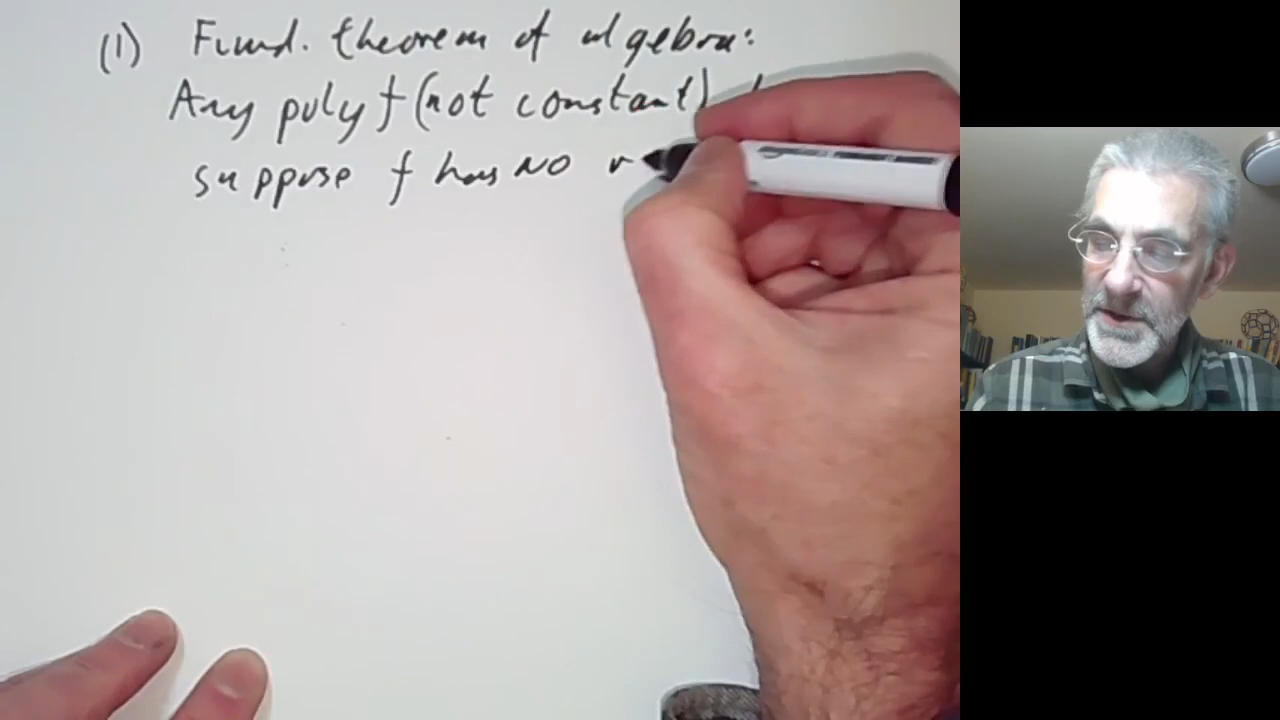 (1) Fund. theorem of algebra:
Any poly f (not constant)
suppose f has NO r